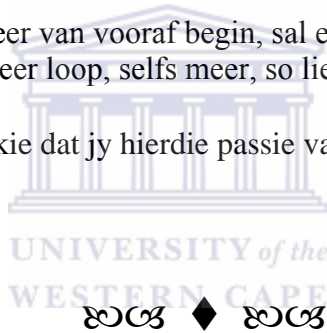 eer van vooraf begin, sal e
eer loop, selfs meer, so lie
kie dat jy hierdie passie va
UNIVERSITY of the
WESTERN CAPE